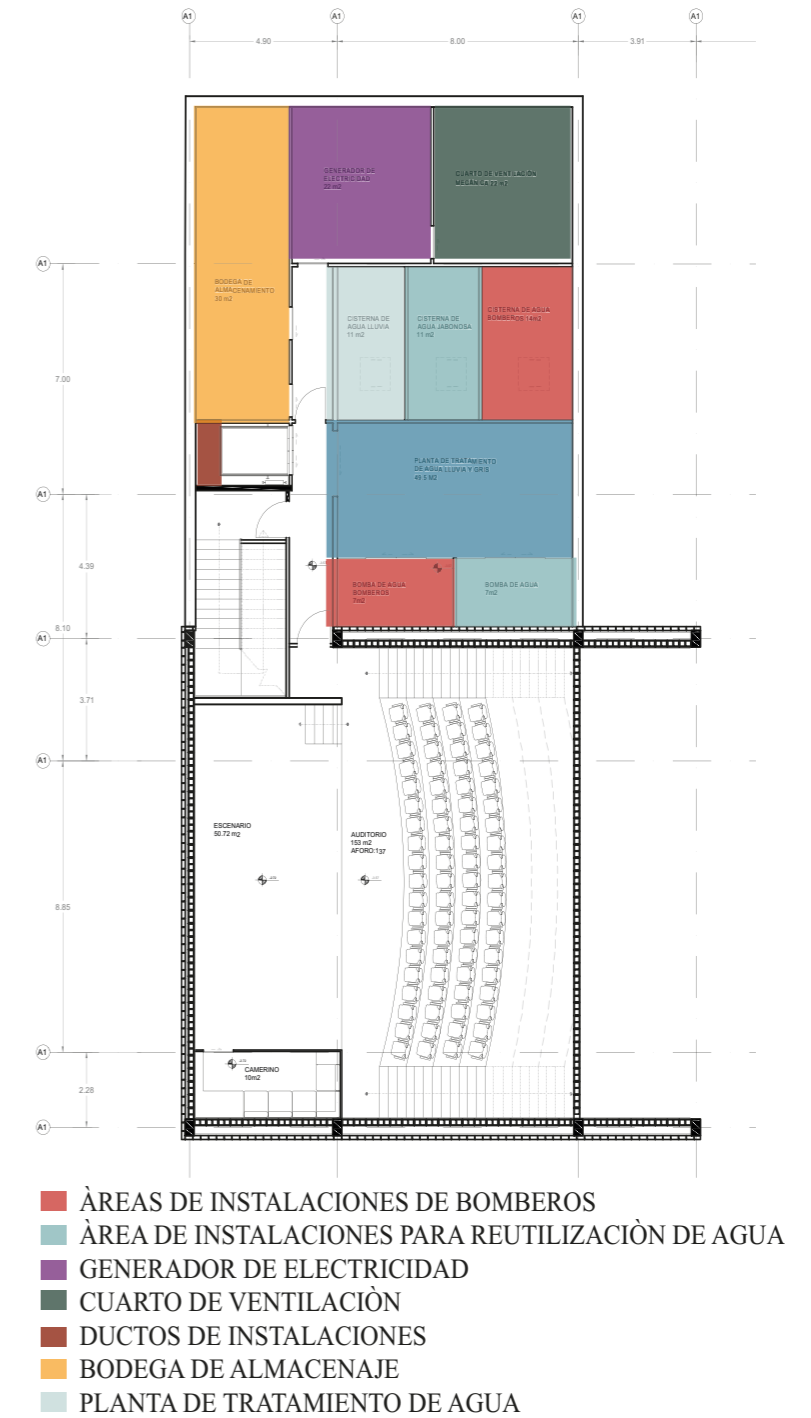 A1 A1 A1 A1
4.90 8.00 3.91
GENERADOR DE
ELECTRICIDAD
20 m2
CUARTO DE VENTILACIÓN
MECÁNICA 22 m2
A1
BODEGA DE
ALMACENAMIENTO
30 m2
CISTERNA DE
AGUA LLUVIA
11 m2
CISTERNA DE
AGUA JABONOSA
11 m2
CISTERNA DE AGUA
BOMBEROS 14m2
7.00
PLANTA DE TRATAMIENTO
DE AGUA LLUVIA Y GRIS
49.5 M2
A1
4.39
BOMBA DE AGUA
BOMBEROS
7m2
BOMBA DE AGUA
7m2
8.10
A1
3.71
A1
ESCENARIO
50.72 m2
AUDITORIO
153 m2
AFORO:137
8.85
A1
CAMERINO
10m2
2.28
A1
ÀREAS DE INSTALACIONES DE BOMBEROS
ÀREA DE INSTALACIONES PARA REUTILIZACIÒN DE AGUA
GENERADOR DE ELECTRICIDAD
CUARTO DE VENTILACIÒN
DUCTOS DE INSTALACIONES
BODEGA DE ALMACENAJE
PLANTA DE TRATAMIENTO DE AGUA